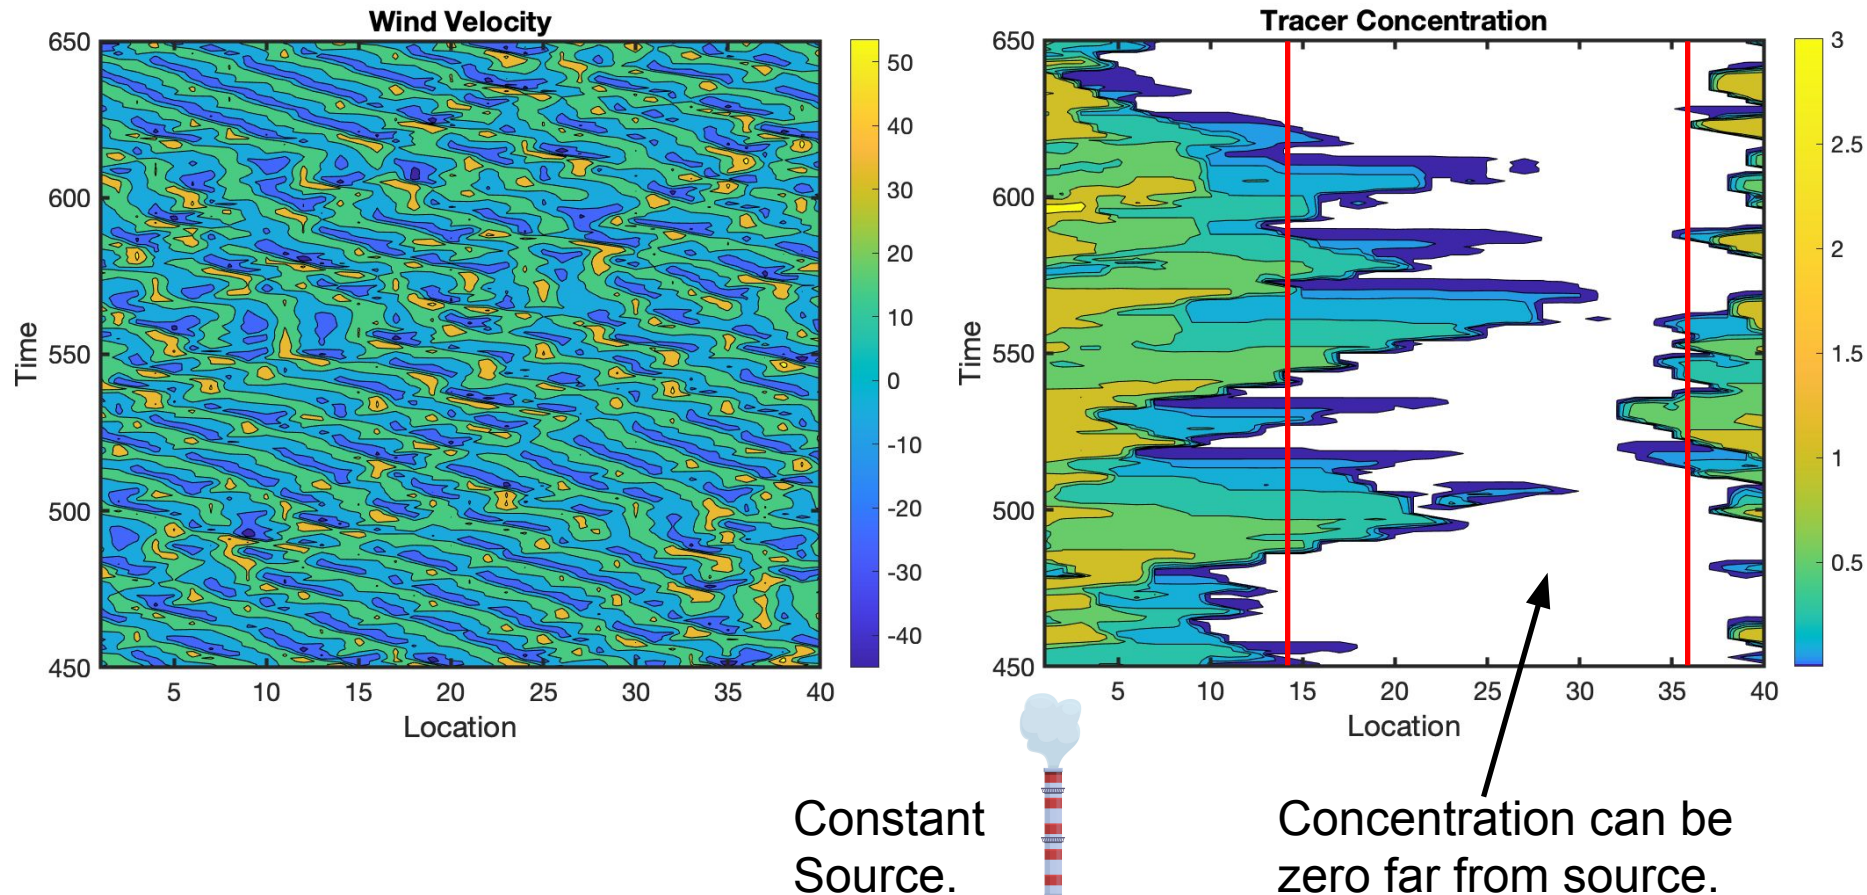 Wind Velocity
650
600
550
500
450
Time
5 10 15 20 25 30 35 40
Location
50
40
30
20
10
0
-10
-20
-30
-40
Tracer Concentration
650
600
550
500
450
Time
5 10 15 20 25 30 35 40
Location
3
2.5
2
1.5
1
0.5
Constant
Source.
Concentration can be
zero far from source.